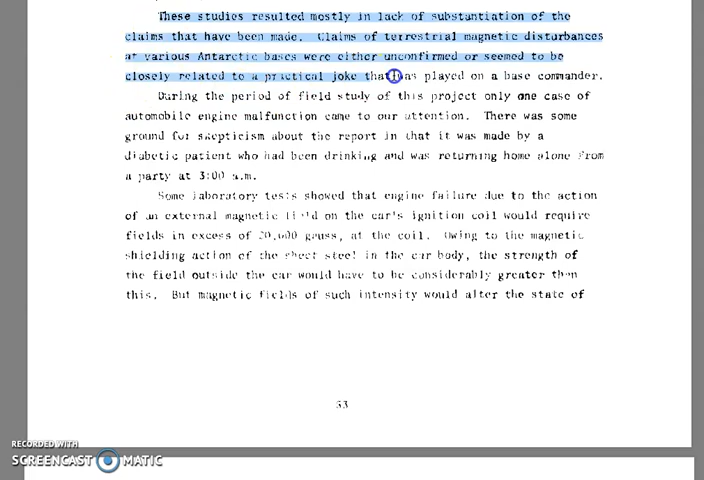 These studies resulted mostly in lack of substantiation of the
claims that have been made. Claims of terrestrial magnetic disturbances
at various Antarctic bases were either unconfirmed or seemed to be
closely related to a practical joke that was played on a base commander.
During the period of field study of this project only one case of
automobile engine malfunction came to our attention. There was some
ground for skepticism about the report in that it was made by a
diabetic patient who had been drinking and was returning home alone from
a party at 3:00 a.m.
Some laboratory tests showed that engine failure due to the action
of an external magnetic field on the car's ignition coil would require
fields in excess of 20,000 gauss, at the coil. Owing to the magnetic
shielding action of the sheet steel in the car body, the strength of
the field outside the car would have to be considerably greater than
this. But magnetic fields of such intensity would alter the state of
53
RECORDED WITH
SCREENCAST MATIC